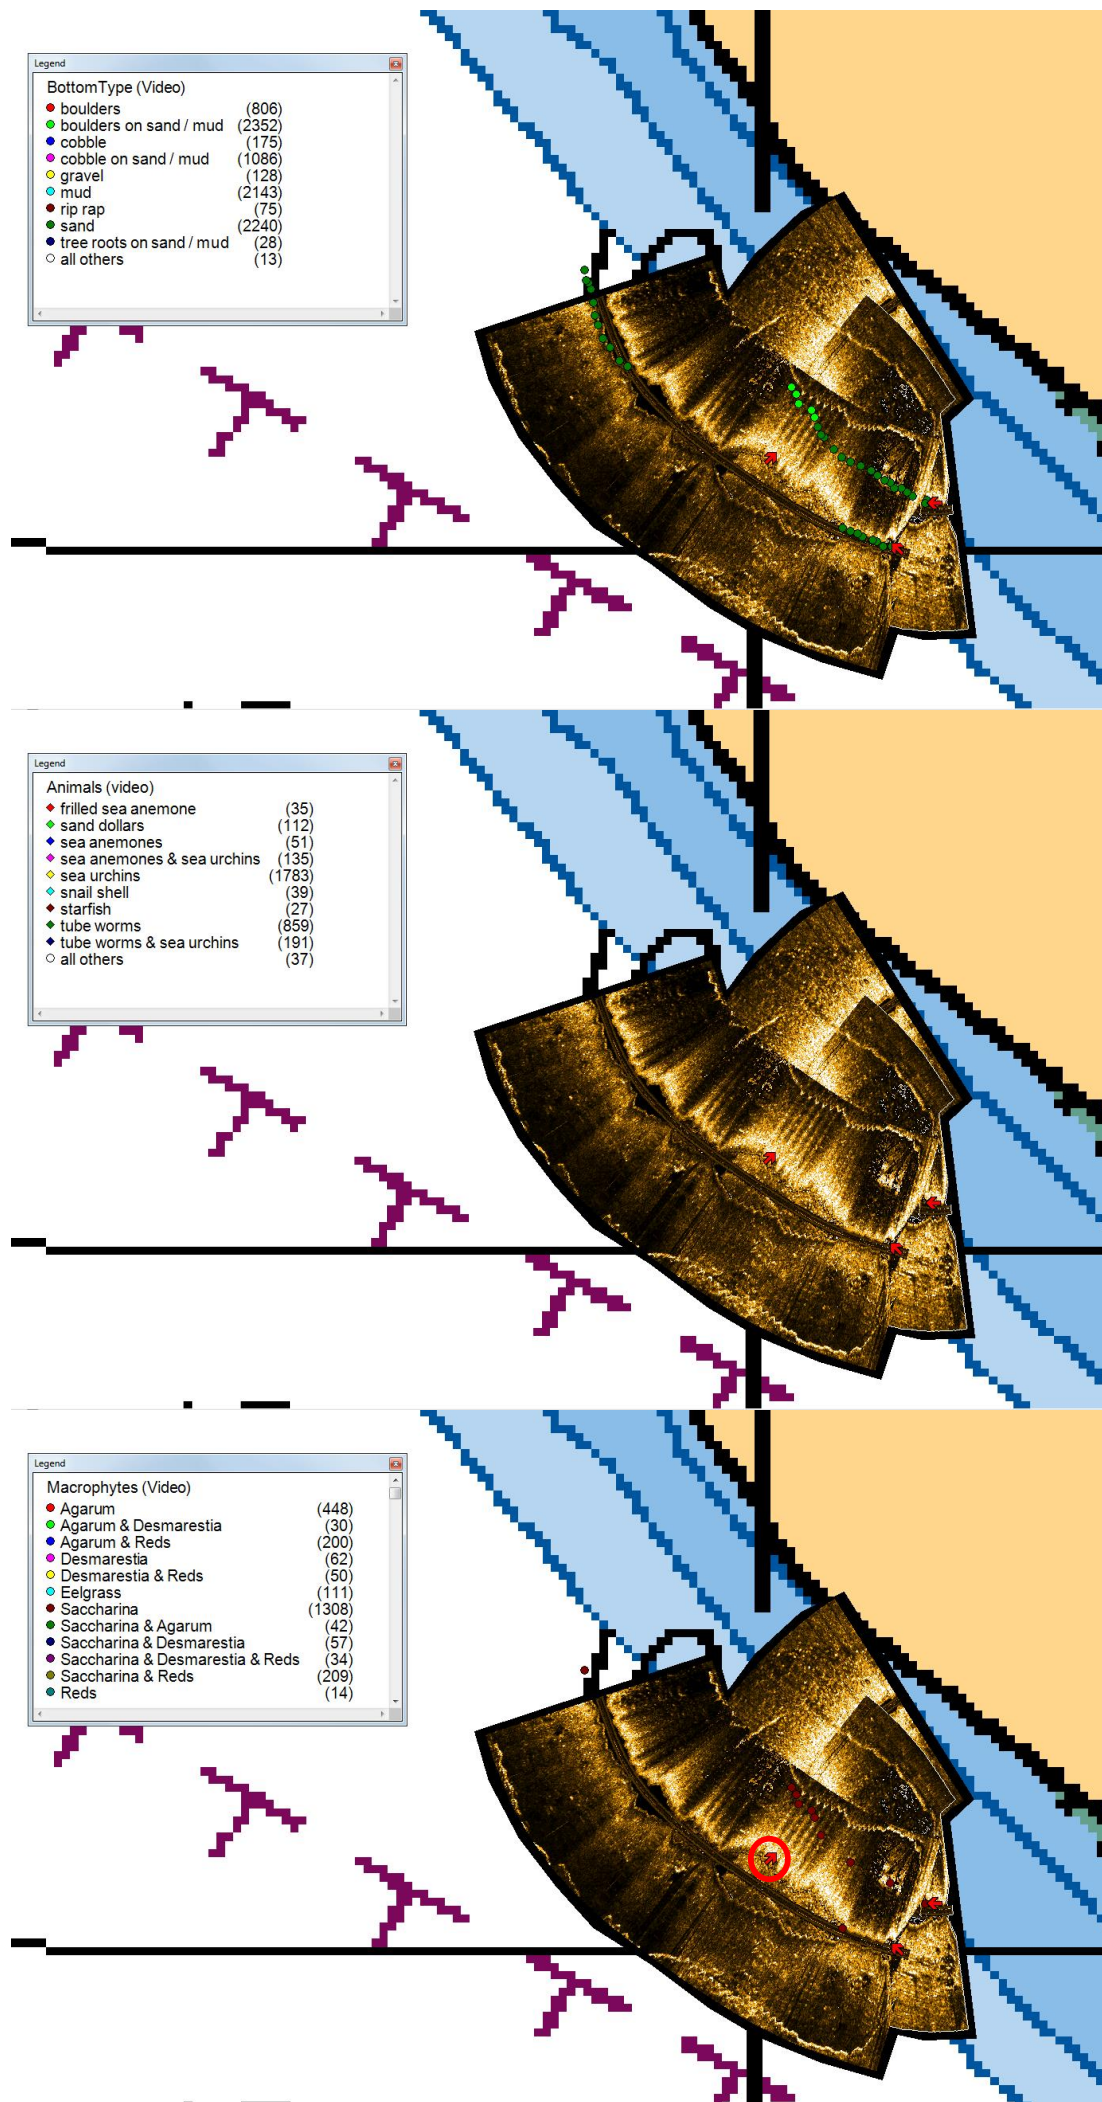 Legend
BottomType (Video)
boulders (806)
boulders on sand / mud (2352)
cobble (175)
cobble on sand / mud (1086)
gravel (128)
mud (2143)
rip rap (75)
sand (2240)
tree roots on sand / mud (28)
all others (13)
Legend
Animals (video)
frilled sea anemone (35)
sand dollars (112)
sea anemones (51)
sea anemones & sea urchins (135)
sea urchins (1783)
snail shell (39)
starfish (27)
tube worms (859)
tube worms & sea urchins (191)
all others (37)
Legend
Macrophytes (Video)
Agarum (448)
Agarum & Desmarestia (30)
Agarum & Reds (200)
Desmarestia (62)
Desmarestia & Reds (50)
Eelgrass (111)
Saccharina (1308)
Saccharina & Agarum (42)
Saccharina & Desmarestia (57)
Saccharina & Desmarestia & Reds (34)
Saccharina & Reds (209)
Reds (14)